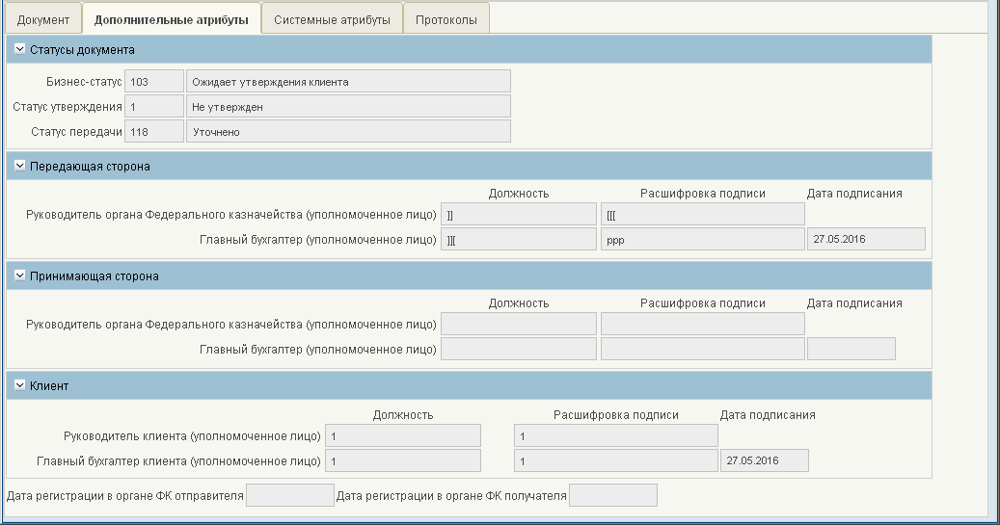 Документ Дополнительные атрибуты Системные атрибуты Протоколы
Статусы документа
Бизнес-статус 103 Ожидает утверждения клиента
Статус утверждения 1 Не утвержден
Статус передачи 118 Уточнено
Передающая сторона
Должность Расшифровка подписи Дата подписания
Руководитель органа Федерального казначейства (уполномоченное лицо) ]] [[[
Главный бухгалтер (уполномоченное лицо) ]][ ррр 27.05.2016
Принимающая сторона
Должность Расшифровка подписи Дата подписания
Руководитель органа Федерального казначейства (уполномоченное лицо)
Главный бухгалтер (уполномоченное лицо)
Клиент
Должность Расшифровка подписи Дата подписания
Руководитель клиента (уполномоченное лицо) 1 1
Главный бухгалтер клиента (уполномоченное лицо) 1 1 27.05.2016
Дата регистрации в органе ФК отправителя Дата регистрации в органе ФК получателя